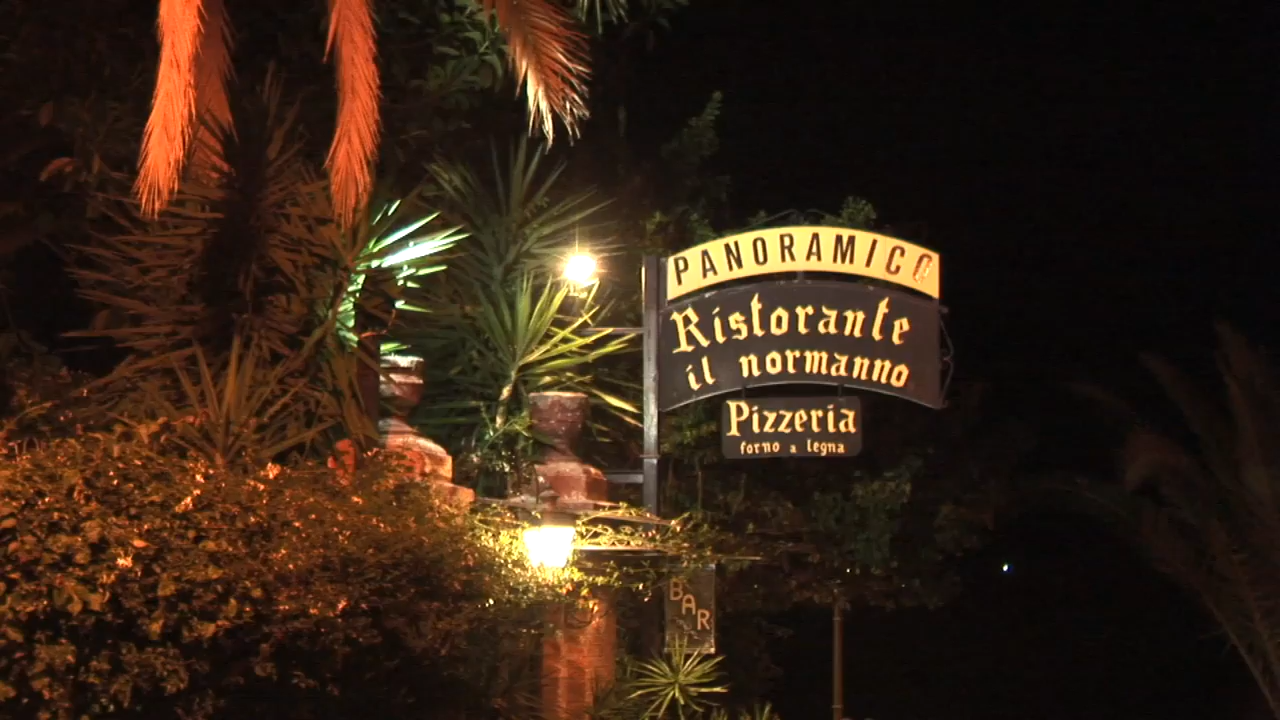 PANORAMICO
Ristorante
il normanno
Pizzeria
forno a legna
BAR